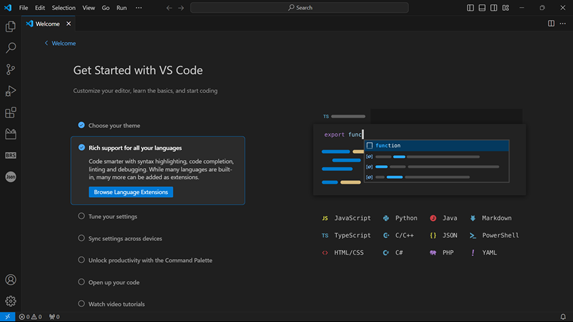 File Edit Selection View Go Run ···
Search
Welcome
Welcome
Get Started with VS Code
Customize your editor, learn the basics, and start coding
Choose your theme
Rich support for all your languages
Code smarter with syntax highlighting, code completion,
linting and debugging. While many languages are built-
in, many more can be added as extensions.
Browse Language Extensions
Tune your settings
Sync settings across devices
Unlock productivity with the Command Palette
Open up your code
Watch video tutorials
TS
export func
function
JS JavaScript Python Java Markdown
TS TypeScript C/C++ {} JSON PowerShell
<> HTML/CSS C# PHP ! YAML
0 0 0